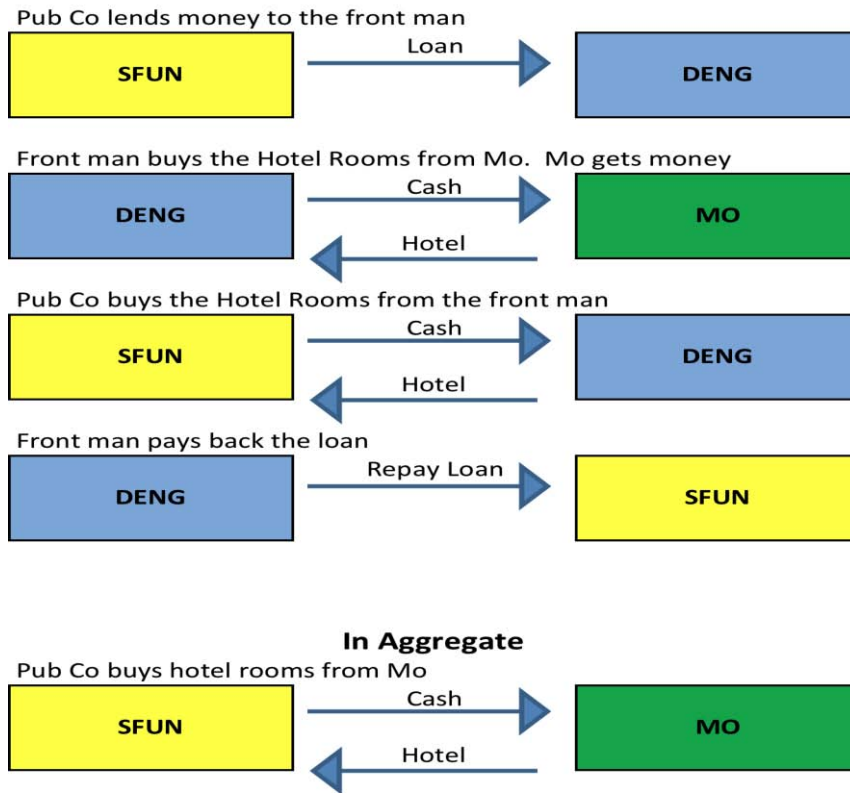 Pub Co lends money to the front man
Loan
SFUN
DENG
Front man buys the Hotel Rooms from Mo.  Mo gets money
Cash
DENG
MO
Hotel
Pub Co buys the Hotel Rooms from the front man
Cash
SFUN
DENG
Hotel
Front man pays back the loan
Repay Loan
DENG
SFUN
In Aggregate
Pub Co buys hotel rooms from Mo
Cash
SFUN
MO
Hotel